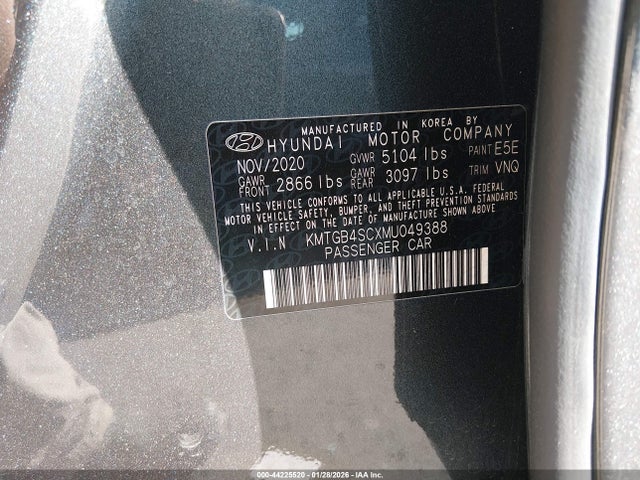 MANUFACTURED IN KOREA BY
HYUNDAI MOTOR COMPANY
NOV/2020 GVWR 5104 lbs PAINT E5E
GAWR FRONT 2866 lbs GAWR REAR 3097 lbs TRIM VNQ
THIS VEHICLE CONFORMS TO ALL APPLICABLE U.S.A. FEDERAL
MOTOR VEHICLE SAFETY, BUMPER, AND THEFT PREVENTION STANDARDS
IN EFFECT ON THE DATE OF MANUFACTURE SHOWN ABOVE.
V.I.N KMTGB4SCXMU049388
PASSENGER CAR
000-44225520 01/28/2026 - IAA Inc.